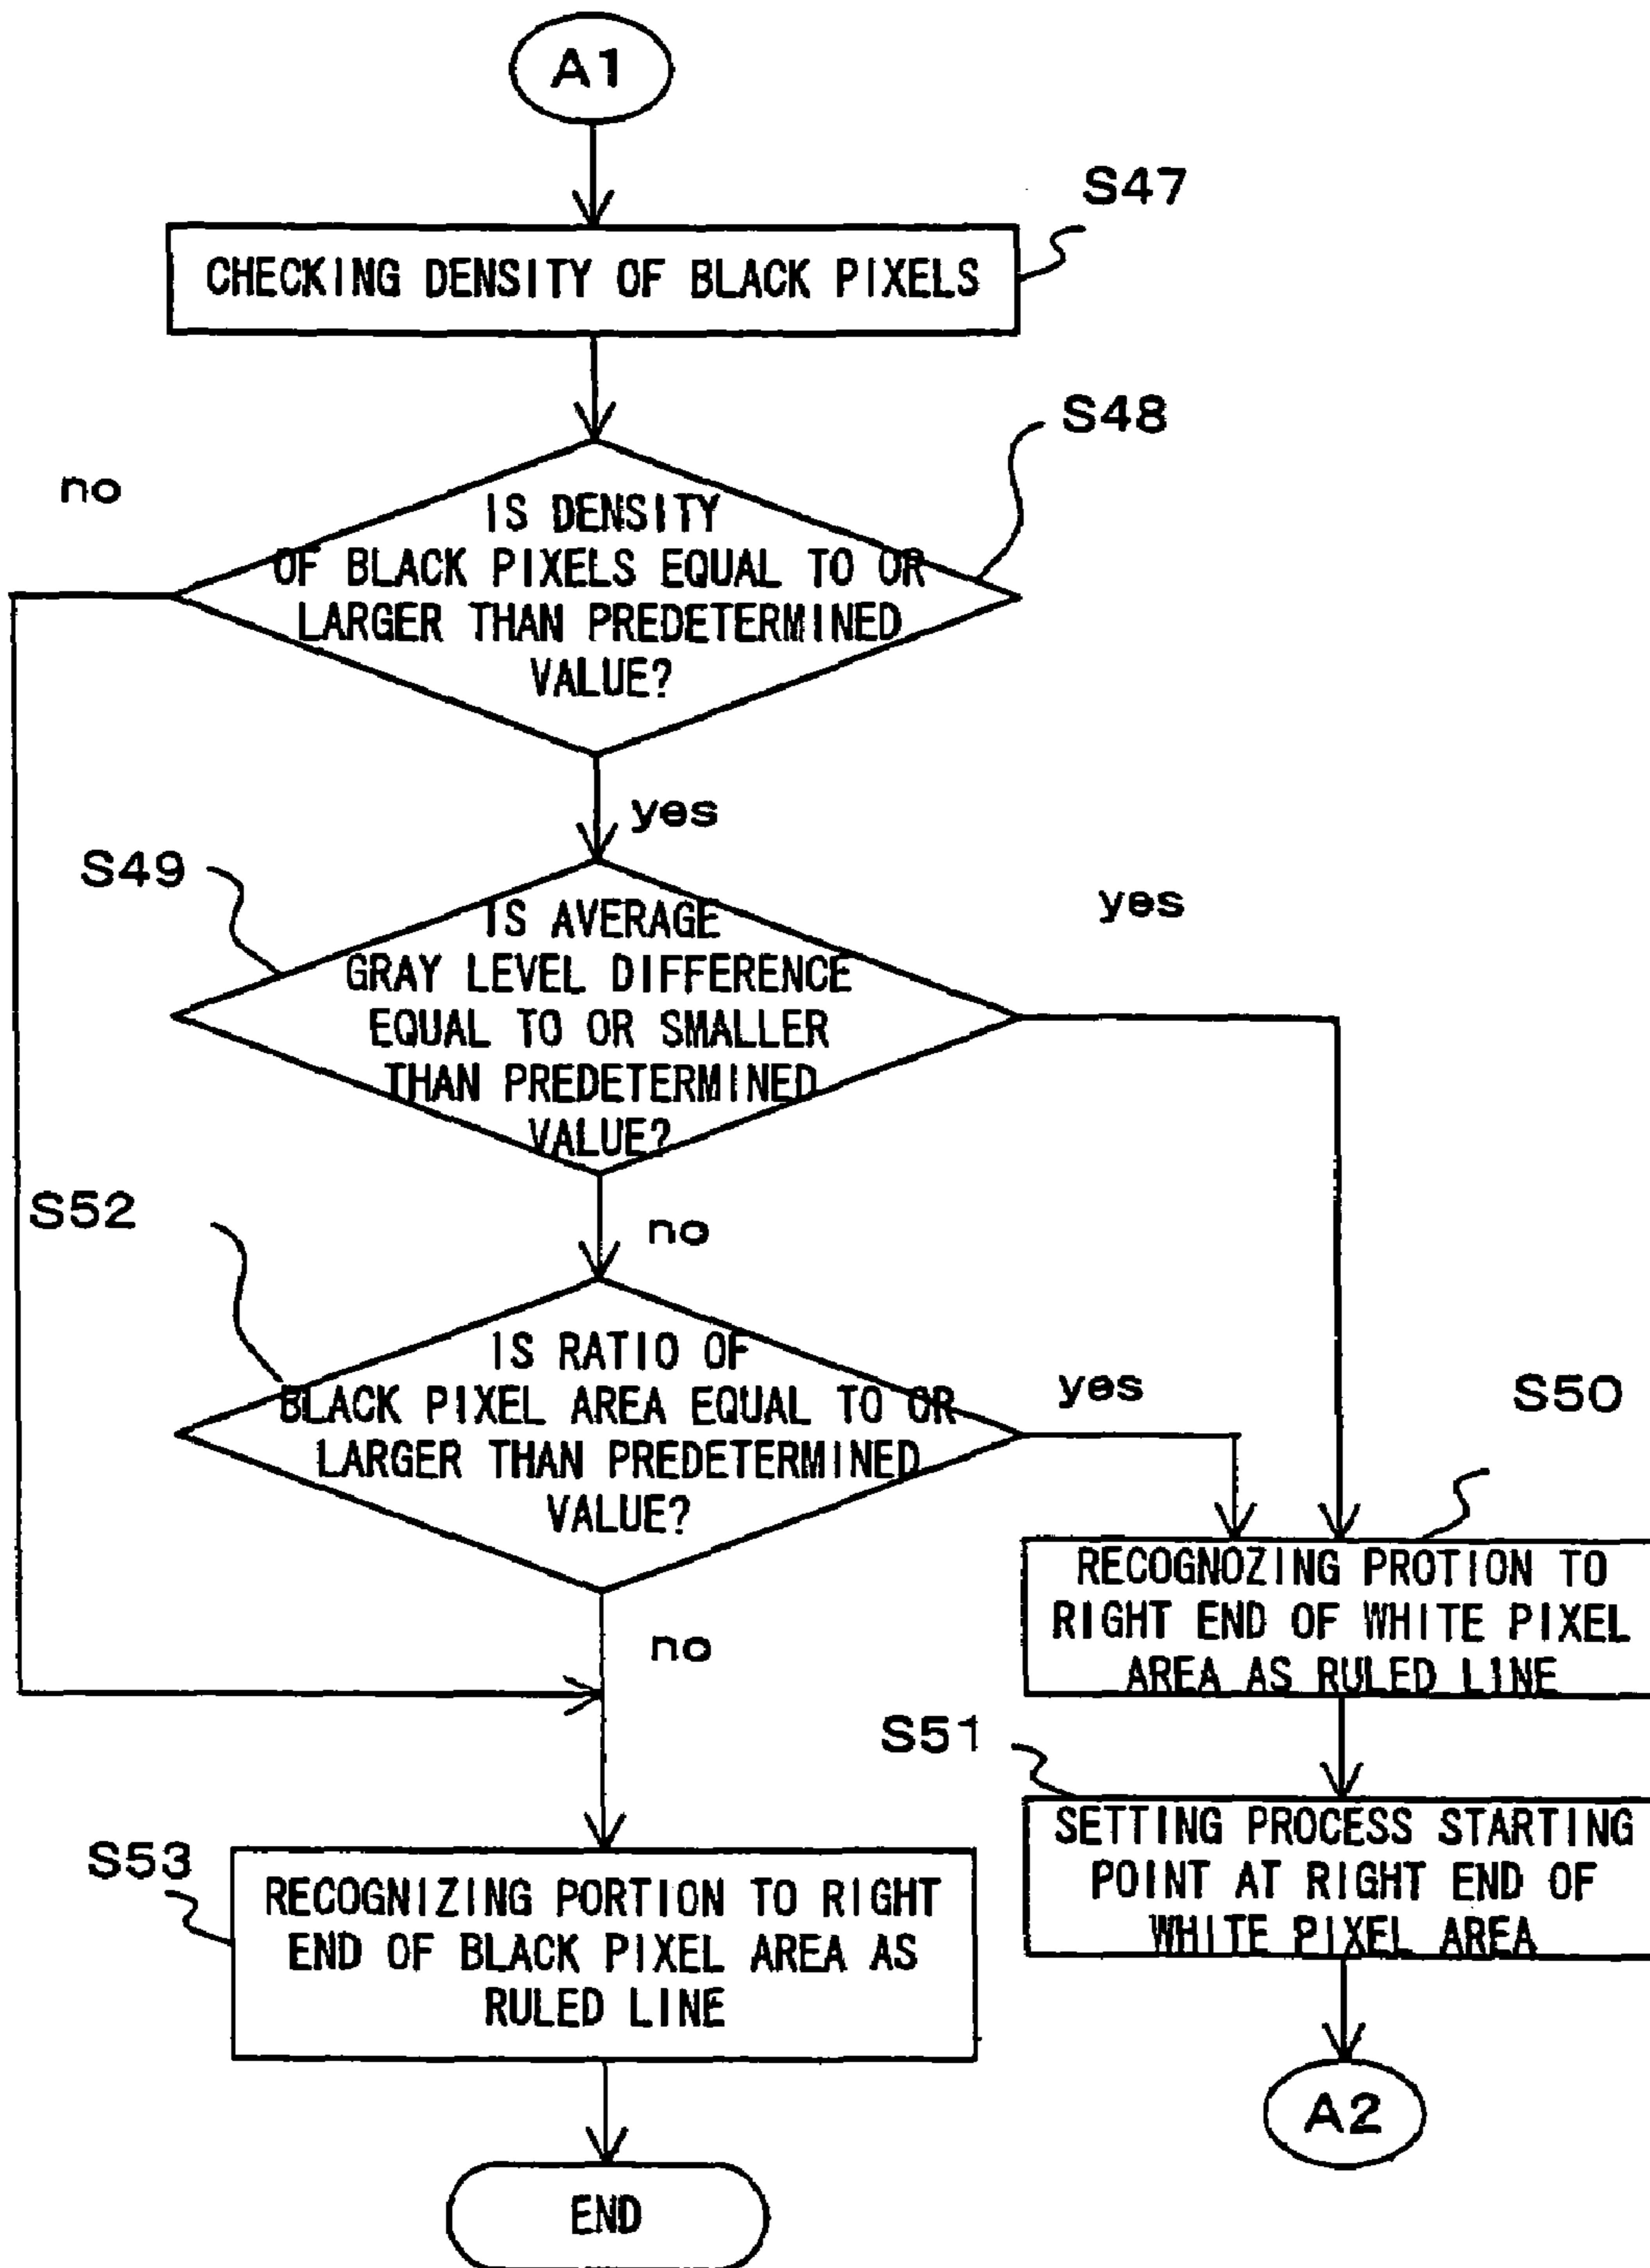 A1
S47
CHECKING DENSITY OF BLACK PIXELS
S48
no
IS DENSITY
OF BLACK PIXELS EQUAL TO OR
LARGER THAN PREDETERMINED
VALUE?
yes
S49
IS AVERAGE
GRAY LEVEL DIFFERENCE
EQUAL TO OR SMALLER
THAN PREDETERMINED
VALUE?
yes
no
S52
IS RATIO OF
BLACK PIXEL AREA EQUAL TO OR
LARGER THAN PREDETERMINED
VALUE?
yes
no
S50
RECOGNOZING PROTION TO
RIGHT END OF WHITE PIXEL
AREA AS RULED LINE
S51
SETTING PROCESS STARTING
POINT AT RIGHT END OF
WHITE PIXEL AREA
A2
S53
RECOGNIZING PORTION TO RIGHT
END OF BLACK PIXEL AREA AS
RULED LINE
END